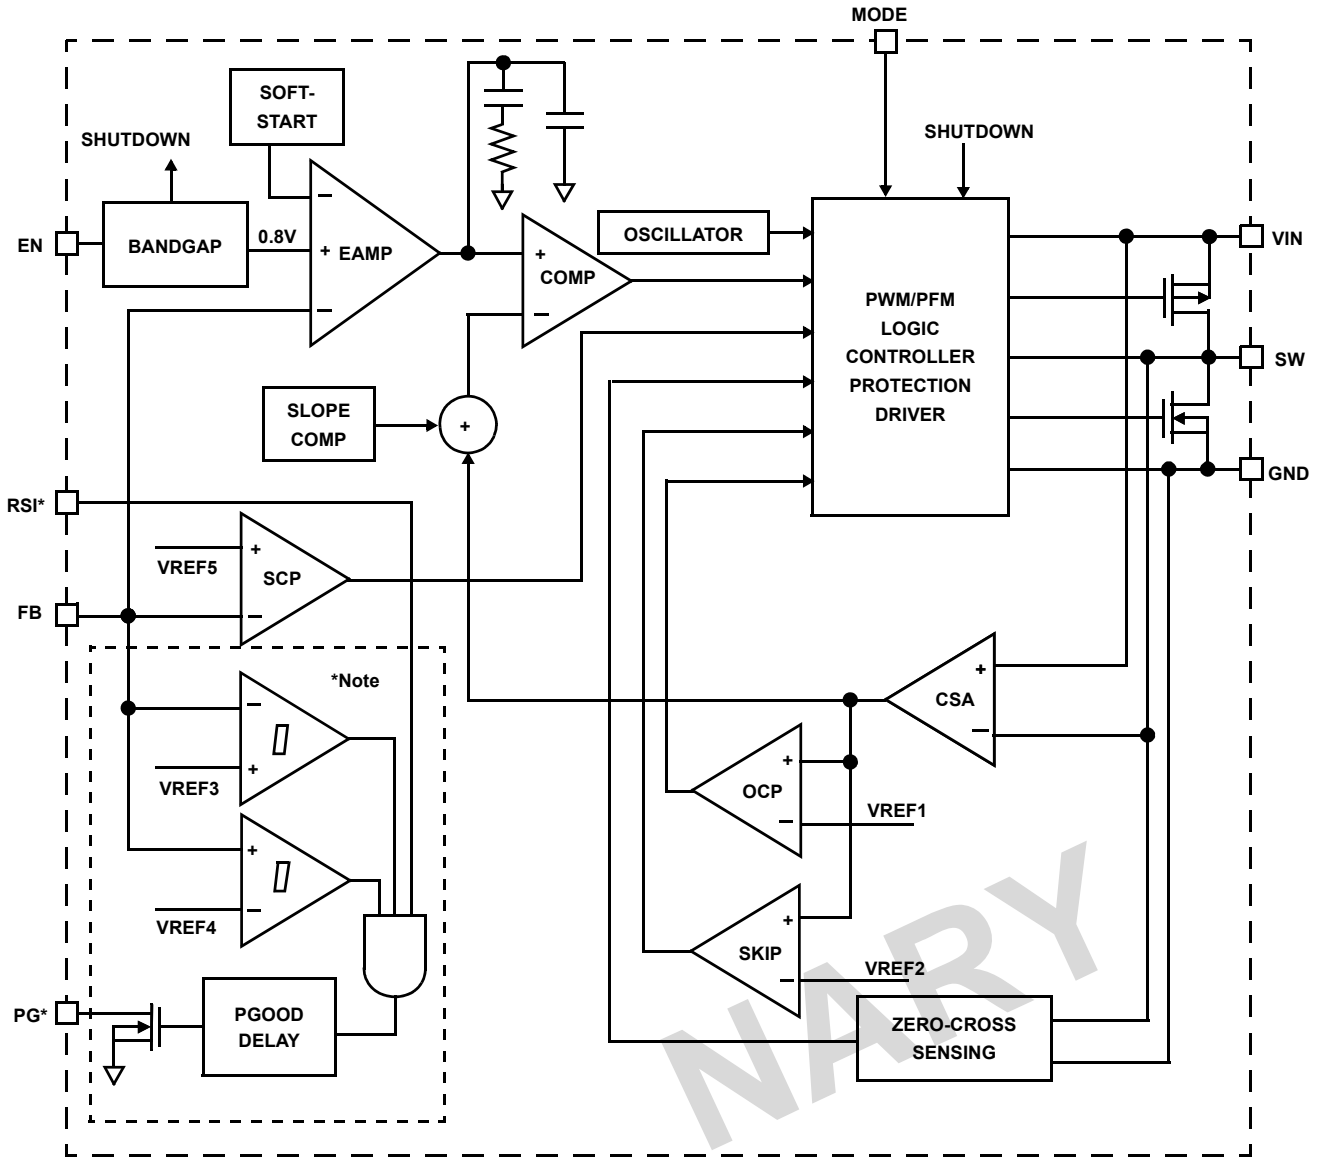 MODE
SOFT-
START
SHUTDOWN
SHUTDOWN
EN
BANDGAP
0.8V
−
+
−
EAMP
+
−
COMP
OSCILLATOR
VIN
PWM/PFM
LOGIC
CONTROLLER
PROTECTION
DRIVER
SW
SLOPE
COMP
+
GND
RSI*
VREF5
+
−
SCP
FB
*Note
−
+
VREF3
+
−
CSA
+
−
OCP
VREF1
+
−
VREF4
+
−
SKIP
VREF2
PG*
PGOOD
DELAY
ZERO-CROSS
SENSING
NARY